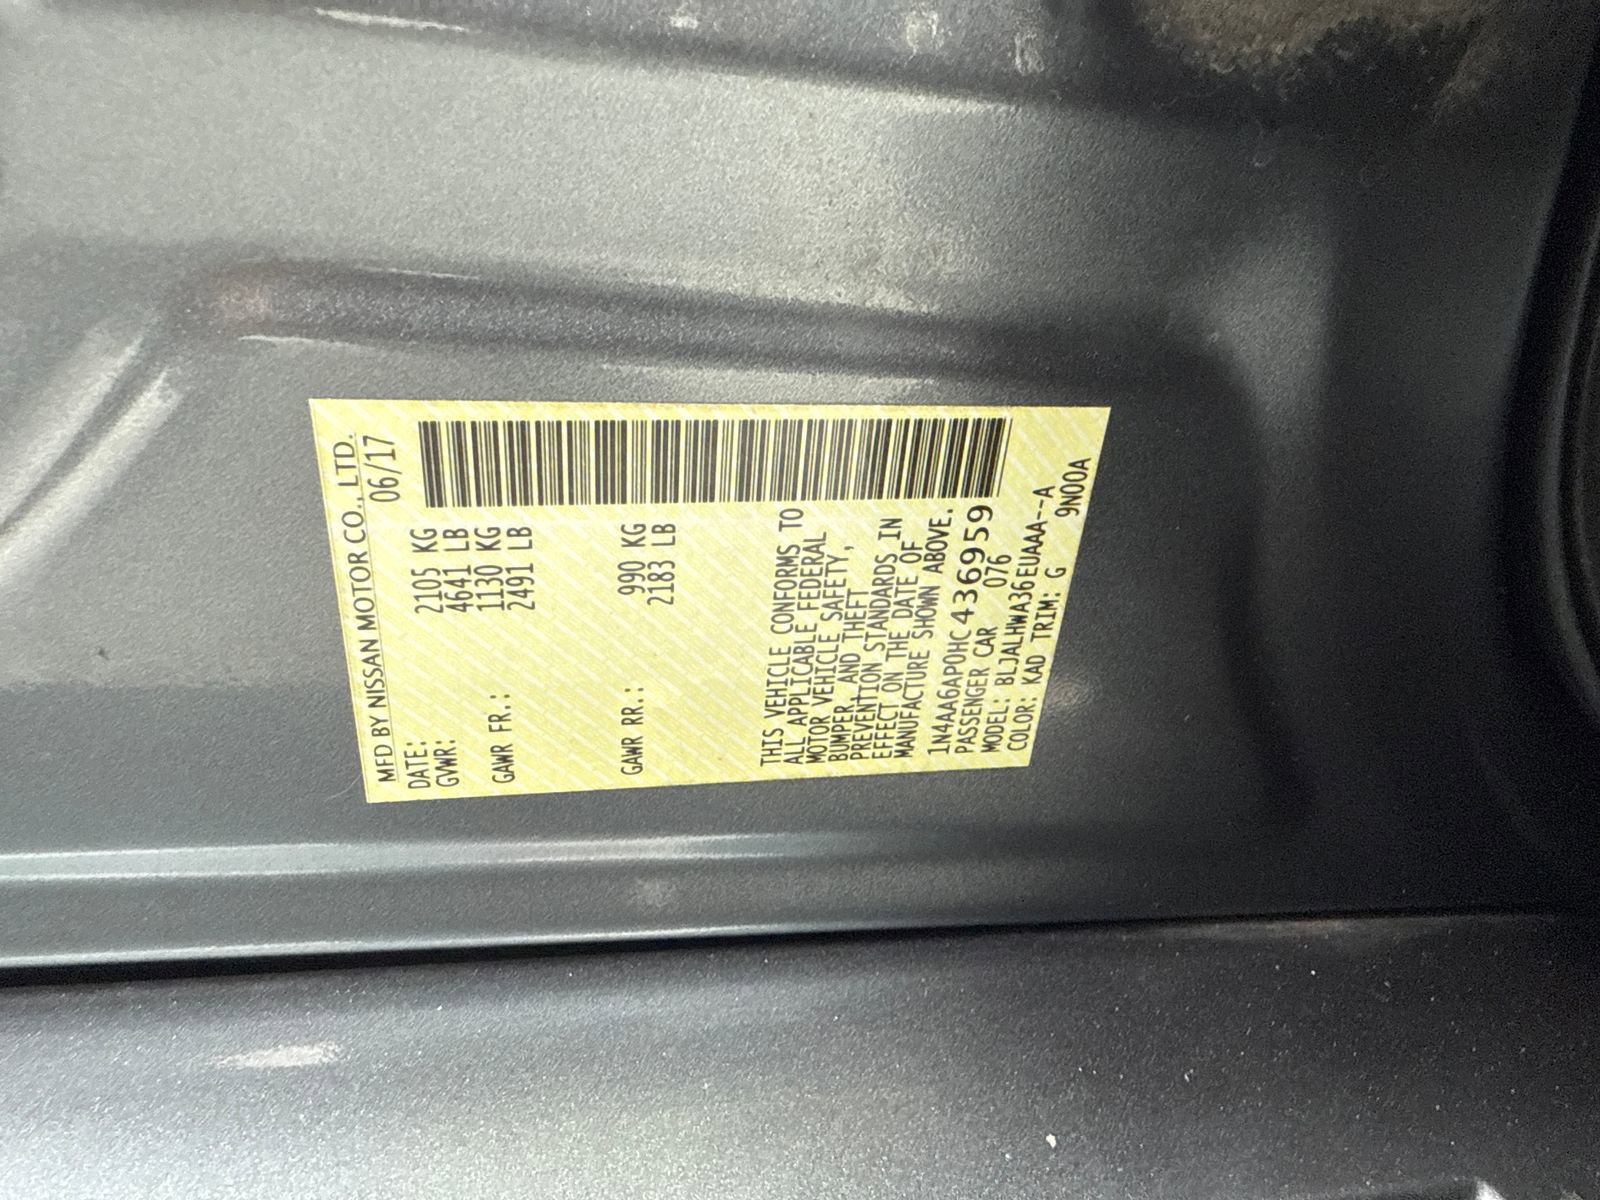 MFD BY NISSAN MOTOR CO., LTD.
DATE: 06/17
GVWR: 2105 KG
4641 LB
GAWR FR.: 1130 KG
2491 LB
GAWR RR.: 990 KG
2183 LB
THIS VEHICLE CONFORMS TO
ALL APPLICABLE FEDERAL
MOTOR VEHICLE SAFETY,
BUMPER, AND THEFT
PREVENTION STANDARDS IN
EFFECT ON THE DATE OF
MANUFACTURE SHOWN ABOVE.
1N4AA6AP0HC436959
PASSENGER CAR 076
MODEL: BLJALHWA36EUAAA--A
COLOR: KAD TRIM: G 9N00A